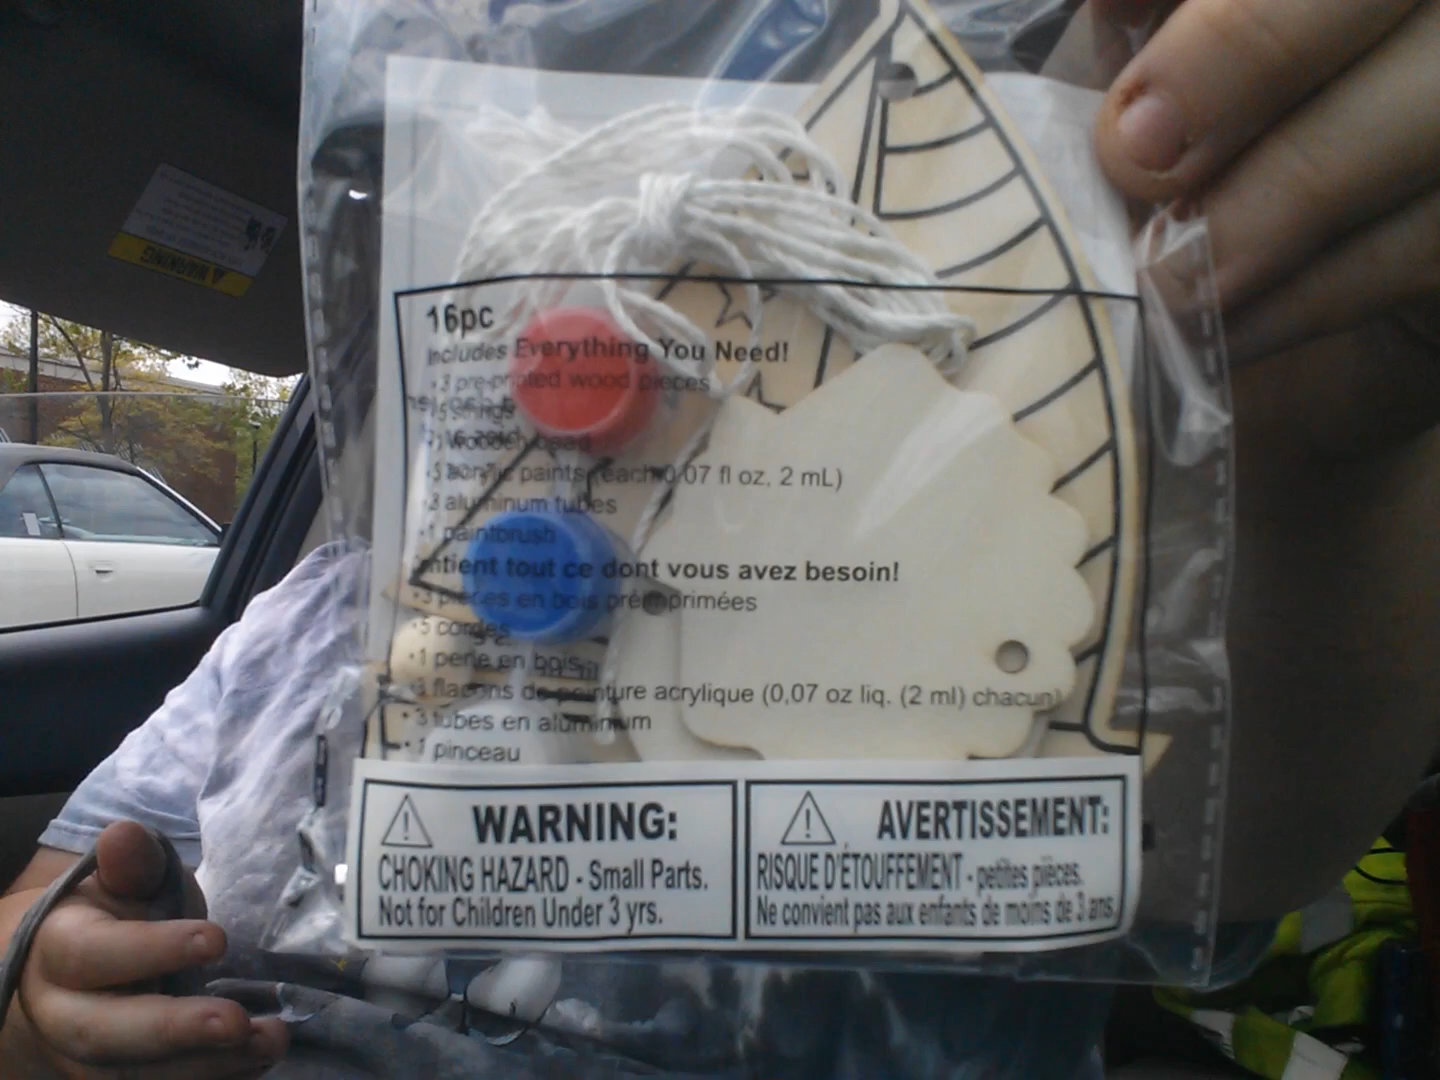 WARNING
16pc
Includes Everything You Need!
• 3 pre-printed wood pieces
• 5 strings
• 1 wooden bead
• 3 acrylic paints (each 0.07 fl oz, 2 mL)
• 3 aluminum tubes
• 1 paintbrush
ntient tout ce dont vous avez besoin!
• 3 pièces en bois préimprimées
• 5 cordes
• 1 perle en bois
• 3 flacons de peinture acrylique (0,07 oz liq. (2 ml) chacun)
• 3 tubes en aluminium
• 1 pinceau
WARNING:
CHOKING HAZARD - Small Parts.
Not for Children Under 3 yrs.
AVERTISSEMENT:
RISQUE D'ÉTOUFFEMENT - petites pièces.
Ne convient pas aux enfants de moins de 3 ans.